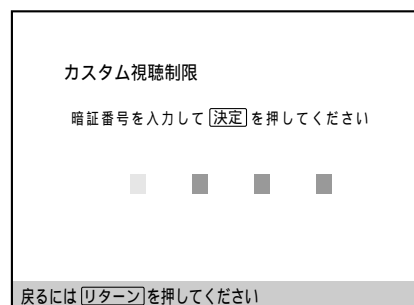 カスタム視聴制限
暗証番号を入力して 決定 を押してください
戻るには リターン を押してください